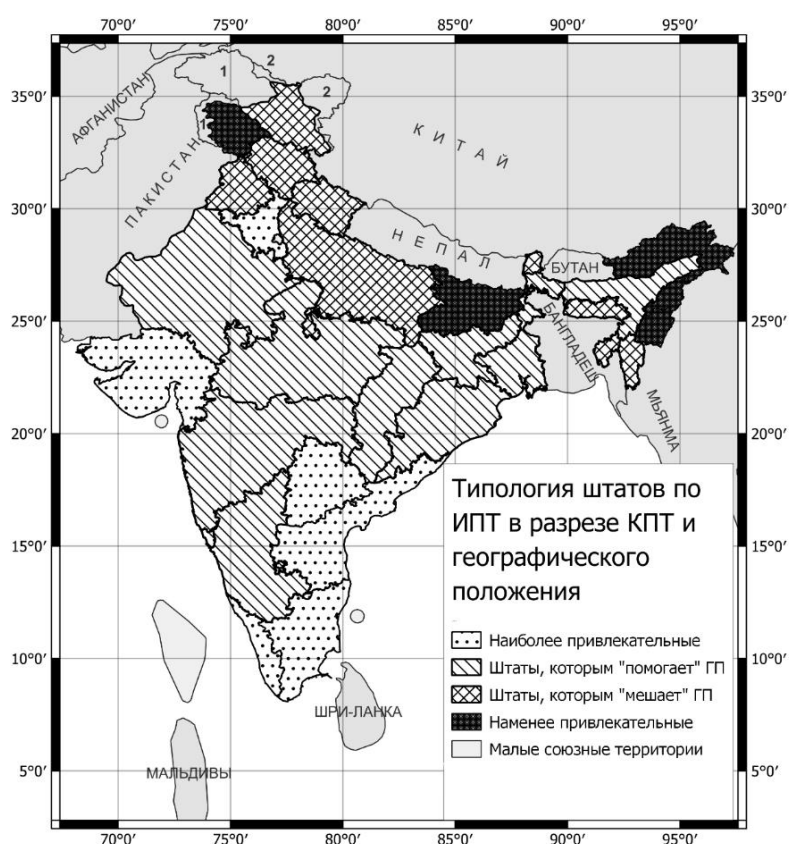 70°0′ 75°0′ 80°0′ 85°0′ 90°0′ 95°0′
35°0′ 35°0′
30°0′ 30°0′
25°0′ 25°0′
20°0′ 20°0′
15°0′ 15°0′
10°0′ 10°0′
5°0′ 5°0′
1
2
2
1
АФГАНИСТАН
ПАКИСТАН
КИТАЙ
НЕПАЛ
БУТАН
БАНГЛАДЕШ
МЬЯНМА
ШРИ-ЛАНКА
МАЛЬДИВЫ
Типология штатов по
ИПТ в разрезе КПТ и
географического
положения
Наиболее привлекательные
Штаты, которым "помогает" ГП
Штаты, которым "мешает" ГП
Наменее привлекательные
Малые союзные территории
70°0′ 75°0′ 80°0′ 85°0′ 90°0′ 95°0′